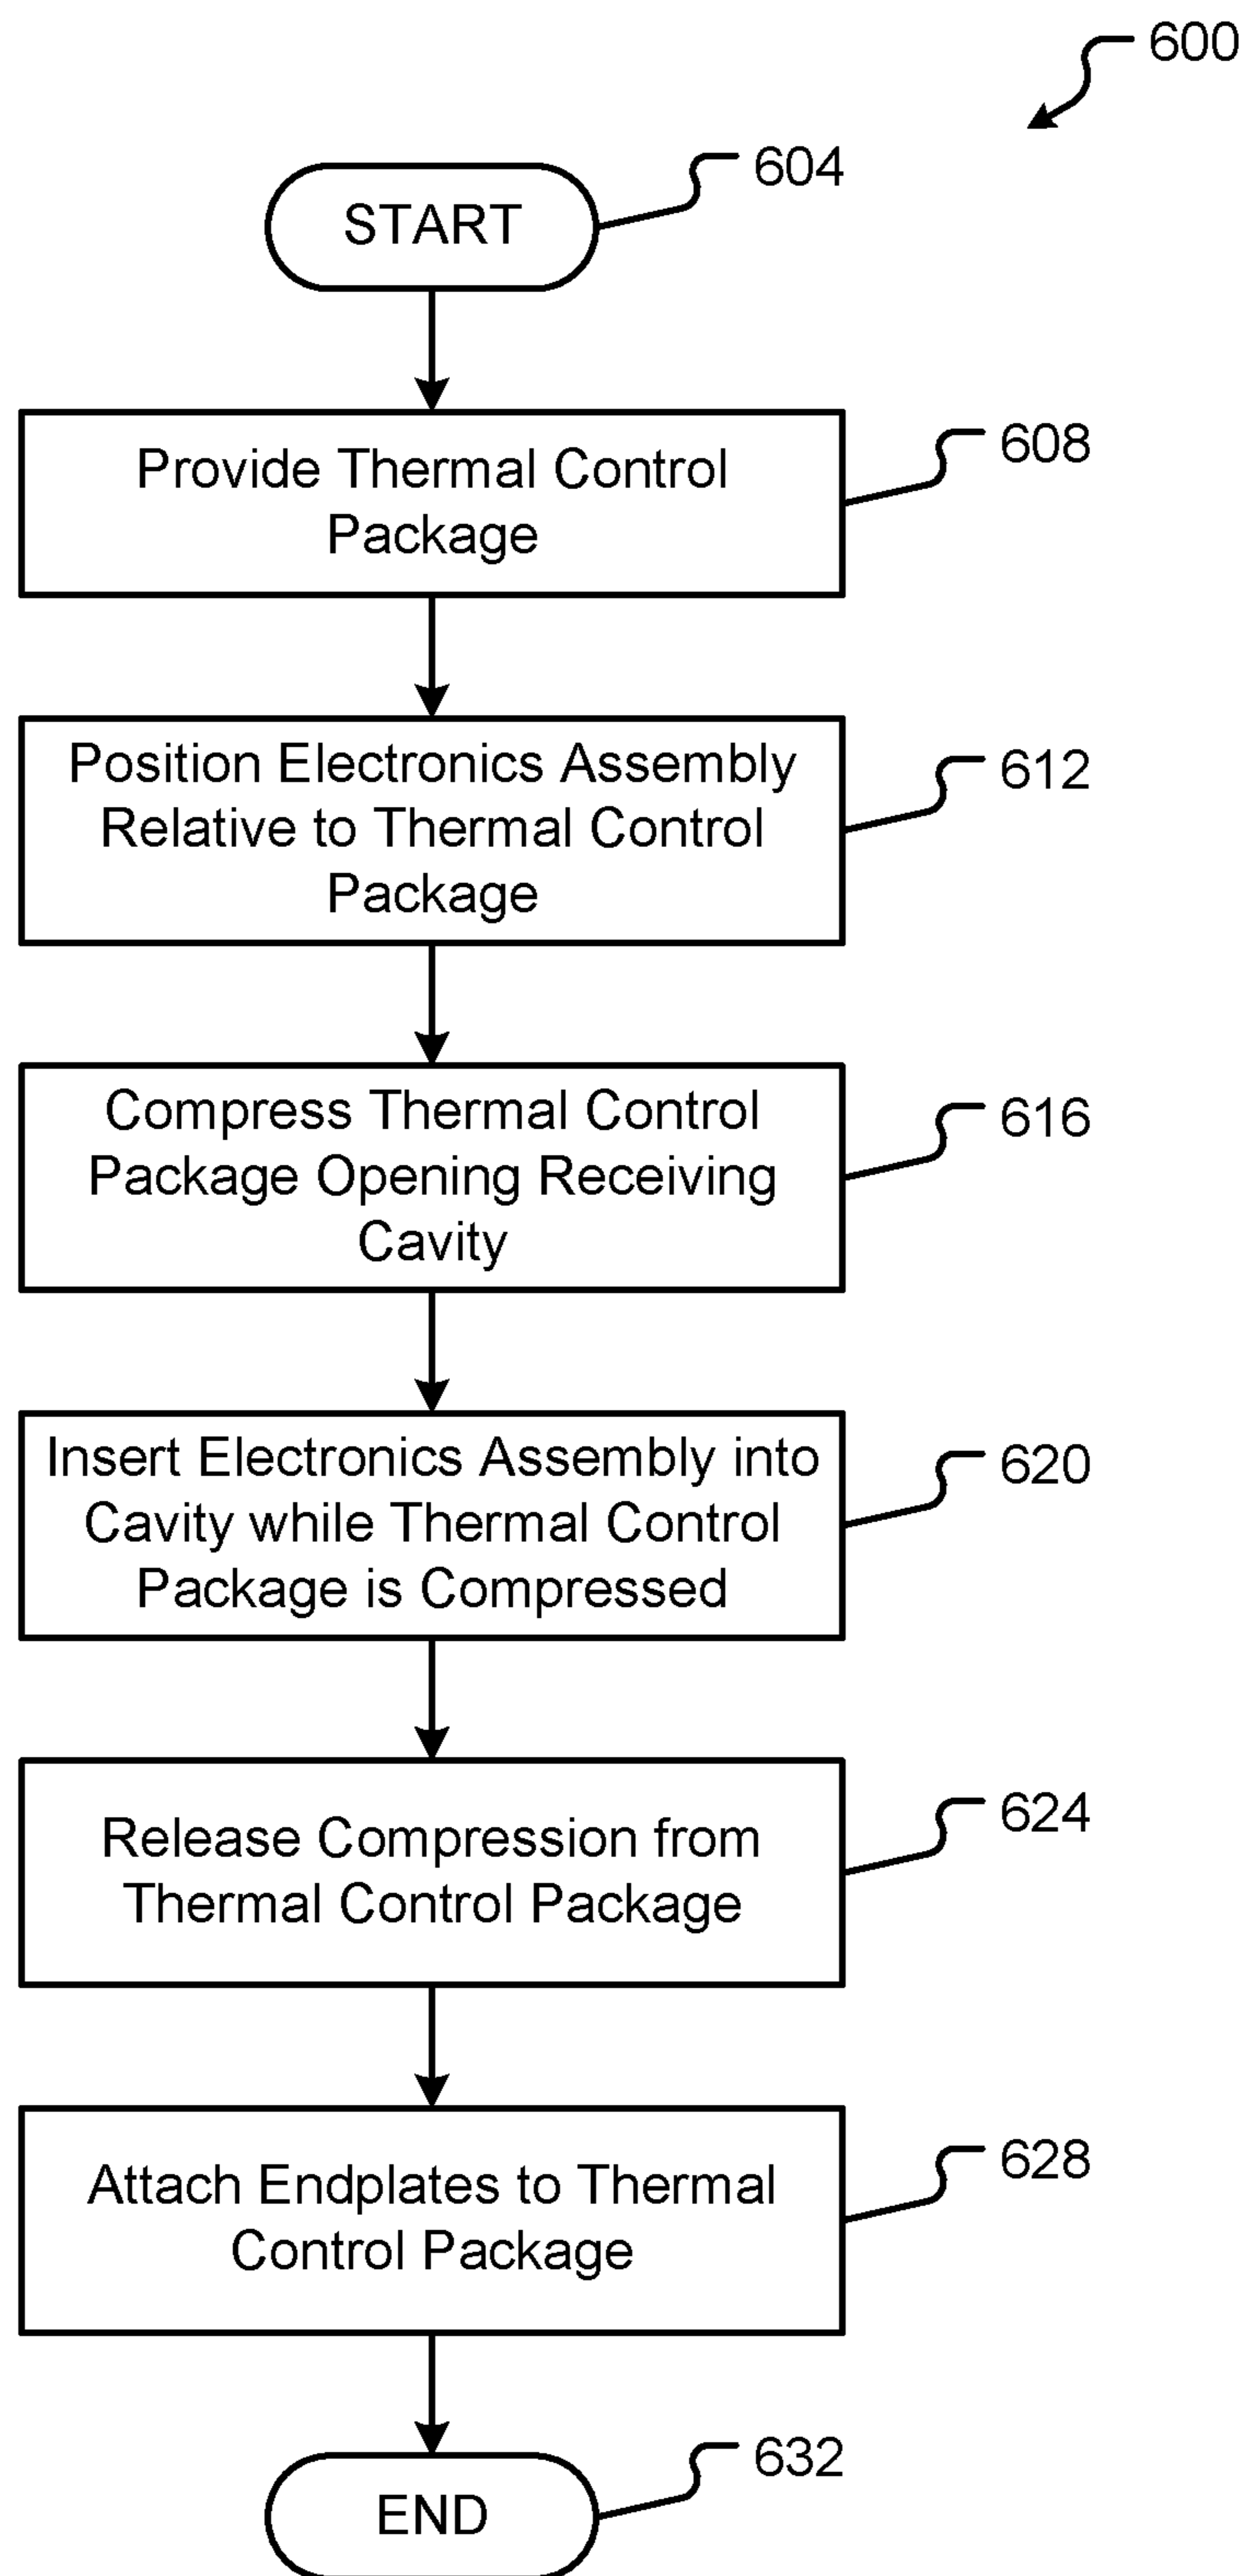 600
START
604
Provide Thermal Control
Package
608
Position Electronics Assembly
Relative to Thermal Control
Package
612
Compress Thermal Control
Package Opening Receiving
Cavity
616
Insert Electronics Assembly into
Cavity while Thermal Control
Package is Compressed
620
Release Compression from
Thermal Control Package
624
Attach Endplates to Thermal
Control Package
628
END
632